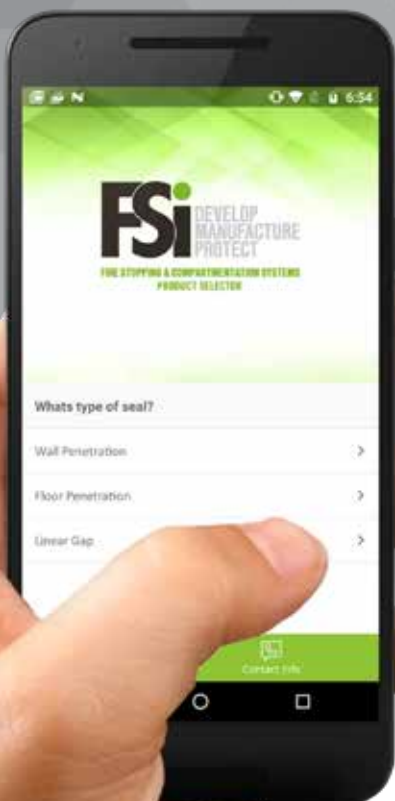 N 6:54
FSi DEVELOP
MANUFACTURE
PROTECT
FIRE STOPPING & COMPARTMENTATION SYSTEMS
PRODUCT SELECTOR
Whats type of seal?
Wall Penetration
Floor Penetration
Linear Gap
Contact Info